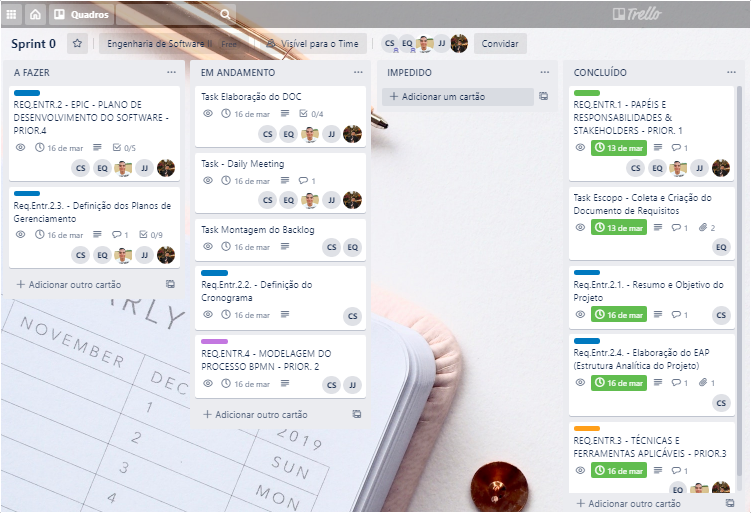 Quadros
Trello
Sprint 0
Engenharia de Software II
Free
Visível para o Time
CS
EQ
JJ
Convidar
A FAZER
REQ.ENTR.2 - EPIC - PLANO DE
DESENVOLVIMENTO DO SOFTWARE -
PRIOR.4
16 de mar
0/5
CS
EQ
JJ
Req.Entr.2.3. - Definição dos Planos de
Gerenciamento
16 de mar
1
0/9
CS
EQ
JJ
+ Adicionar outro cartão
EM ANDAMENTO
Task Elaboração do DOC
16 de mar
0/4
CS
EQ
JJ
Task - Daily Meeting
16 de mar
1
CS
EQ
JJ
Task Montagem do Backlog
16 de mar
CS
EQ
Req.Entr.2.2. - Definição do
Cronograma
16 de mar
CS
REQ.ENTR.4 - MODELAGEM DO
PROCESSO BPMN - PRIOR. 2
16 de mar
CS
JJ
+ Adicionar outro cartão
IMPEDIDO
+ Adicionar um cartão
CONCLUÍDO
REQ.ENTR.1 - PAPÉIS E
RESPONSABILIDADES &
STAKEHOLDERS - PRIOR. 1
13 de mar
1
CS
EQ
JJ
Task Escopo - Coleta e Criação do
Documento de Requisitos
13 de mar
1
2
EQ
Req.Entr.2.1. - Resumo e Objetivo do
Projeto
16 de mar
1
CS
Req.Entr.2.4. - Elaboração do EAP
(Estrutura Analítica do Projeto)
16 de mar
1
1
CS
REQ.ENTR.3 - TÉCNICAS E
FERRAMENTAS APLICÁVEIS - PRIOR.3
16 de mar
1
EQ
+ Adicionar outro cartão
ARLY
NOVEMBER
DEC
1
2
3
4
2019
SUN
MON